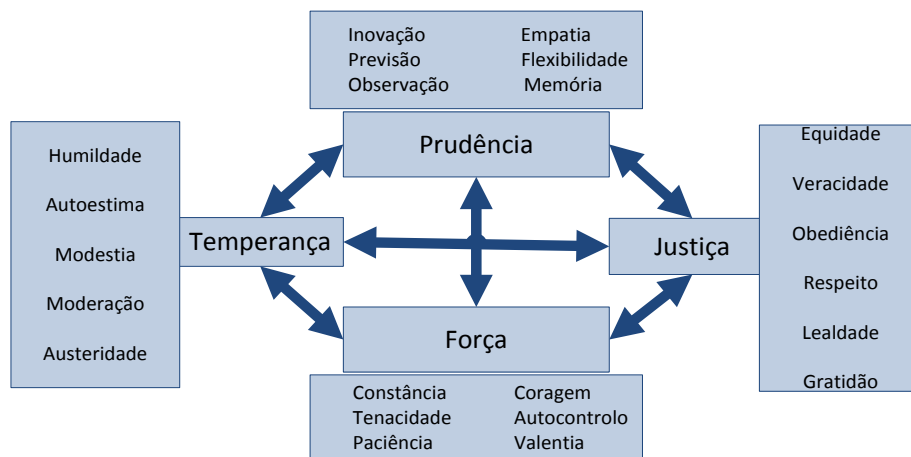 Inovação Empatia
Previsão Flexibilidade
Observação Memória
Prudência
Humildade
Autoestima
Modestia
Moderação
Austeridade
Temperança
Justiça
Equidade
Veracidade
Obediência
Respeito
Lealdade
Gratidão
Força
Constância Coragem
Tenacidade Autocontrolo
Paciência Valentia